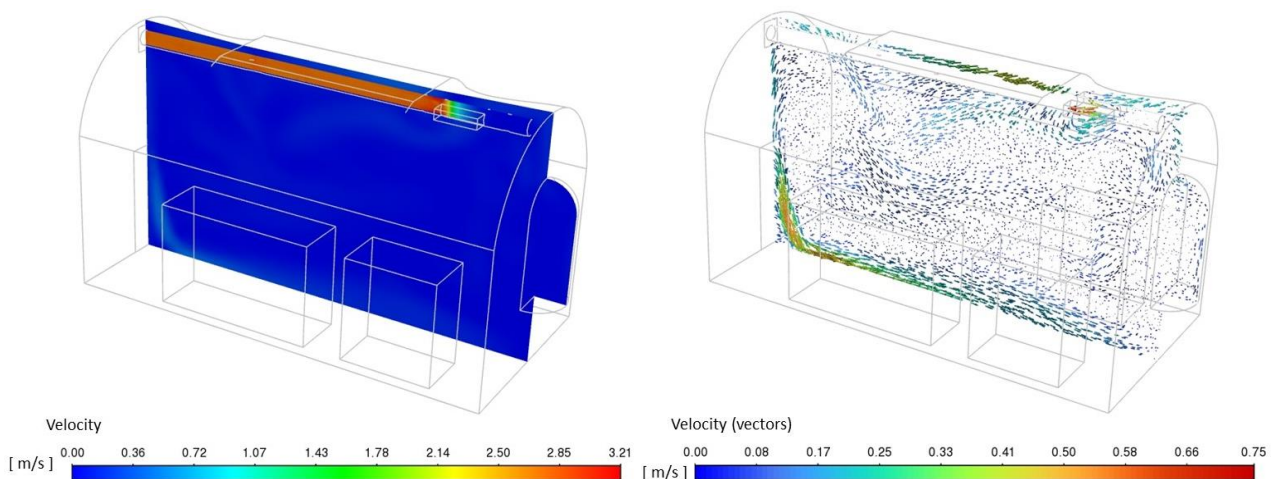 Velocity
[ m/s ]
0.00 0.36 0.72 1.07 1.43 1.78 2.14 2.50 2.85 3.21
Velocity (vectors)
[ m/s ]
0.00 0.08 0.17 0.25 0.33 0.41 0.50 0.58 0.66 0.75